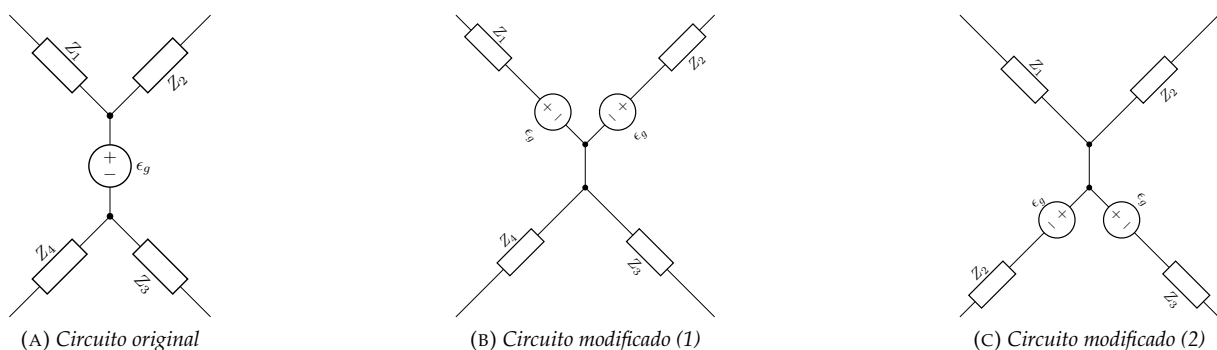 Z₁
Z₂
+
−
ϵg
Z₄
Z₃
(A) Circuito original
Z₁
Z₂
+
−
ϵg
+
−
ϵg
Z₄
Z₃
(B) Circuito modificado (1)
Z₁
Z₂
ϵg
+
−
ϵg
+
−
Z₂
Z₃
(C) Circuito modificado (2)